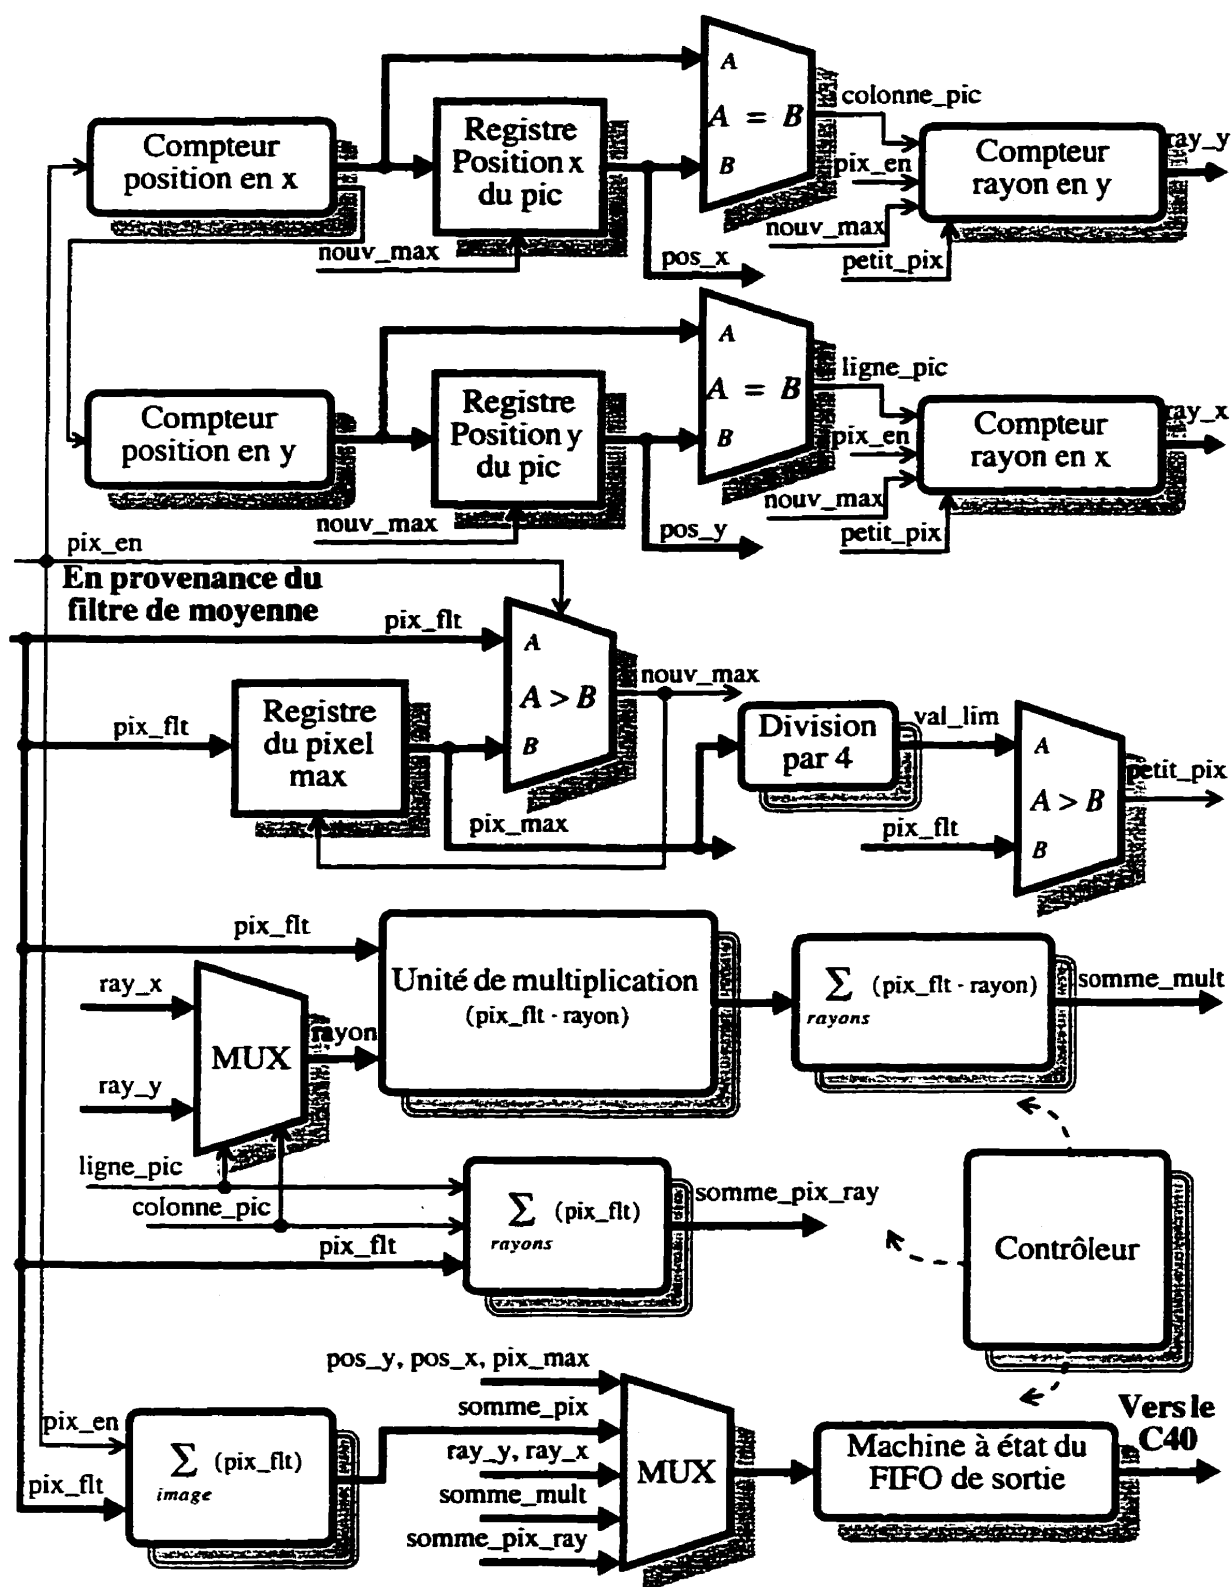 A
colonne_pic
A = B
Registre
Position x
du pic
Compteur
position en x
B
pix_en
Compteur
rayon en y
ray_y
nouv_max
nouv_max
petit_pix
pos_x
A
ligne_pic
A = B
Registre
Position y
du pic
Compteur
position en y
B
pix_en
Compteur
rayon en x
ray_x
nouv_max
nouv_max
petit_pix
pos_y
pix_en
En provenance du
filtre de moyenne
pix_flt
A
nouv_max
A > B
Registre
du pixel
max
pix_flt
B
Division
par 4
val_lim
A
petit_pix
A > B
pix_max
pix_flt
B
pix_flt
Unité de multiplication
(pix_flt · rayon)
Σ (pix_flt · rayon)
rayons
somme_mult
ray_x
rayon
MUX
ray_y
ligne_pic
colonne_pic
Σ (pix_flt)
rayons
somme_pix_ray
pix_flt
Contrôleur
pos_y, pos_x, pix_max
somme_pix
ray_y, ray_x
somme_mult
somme_pix_ray
pix_en
Σ (pix_flt)
image
pix_flt
MUX
Machine à état du
FIFO de sortie
Vers le
C40